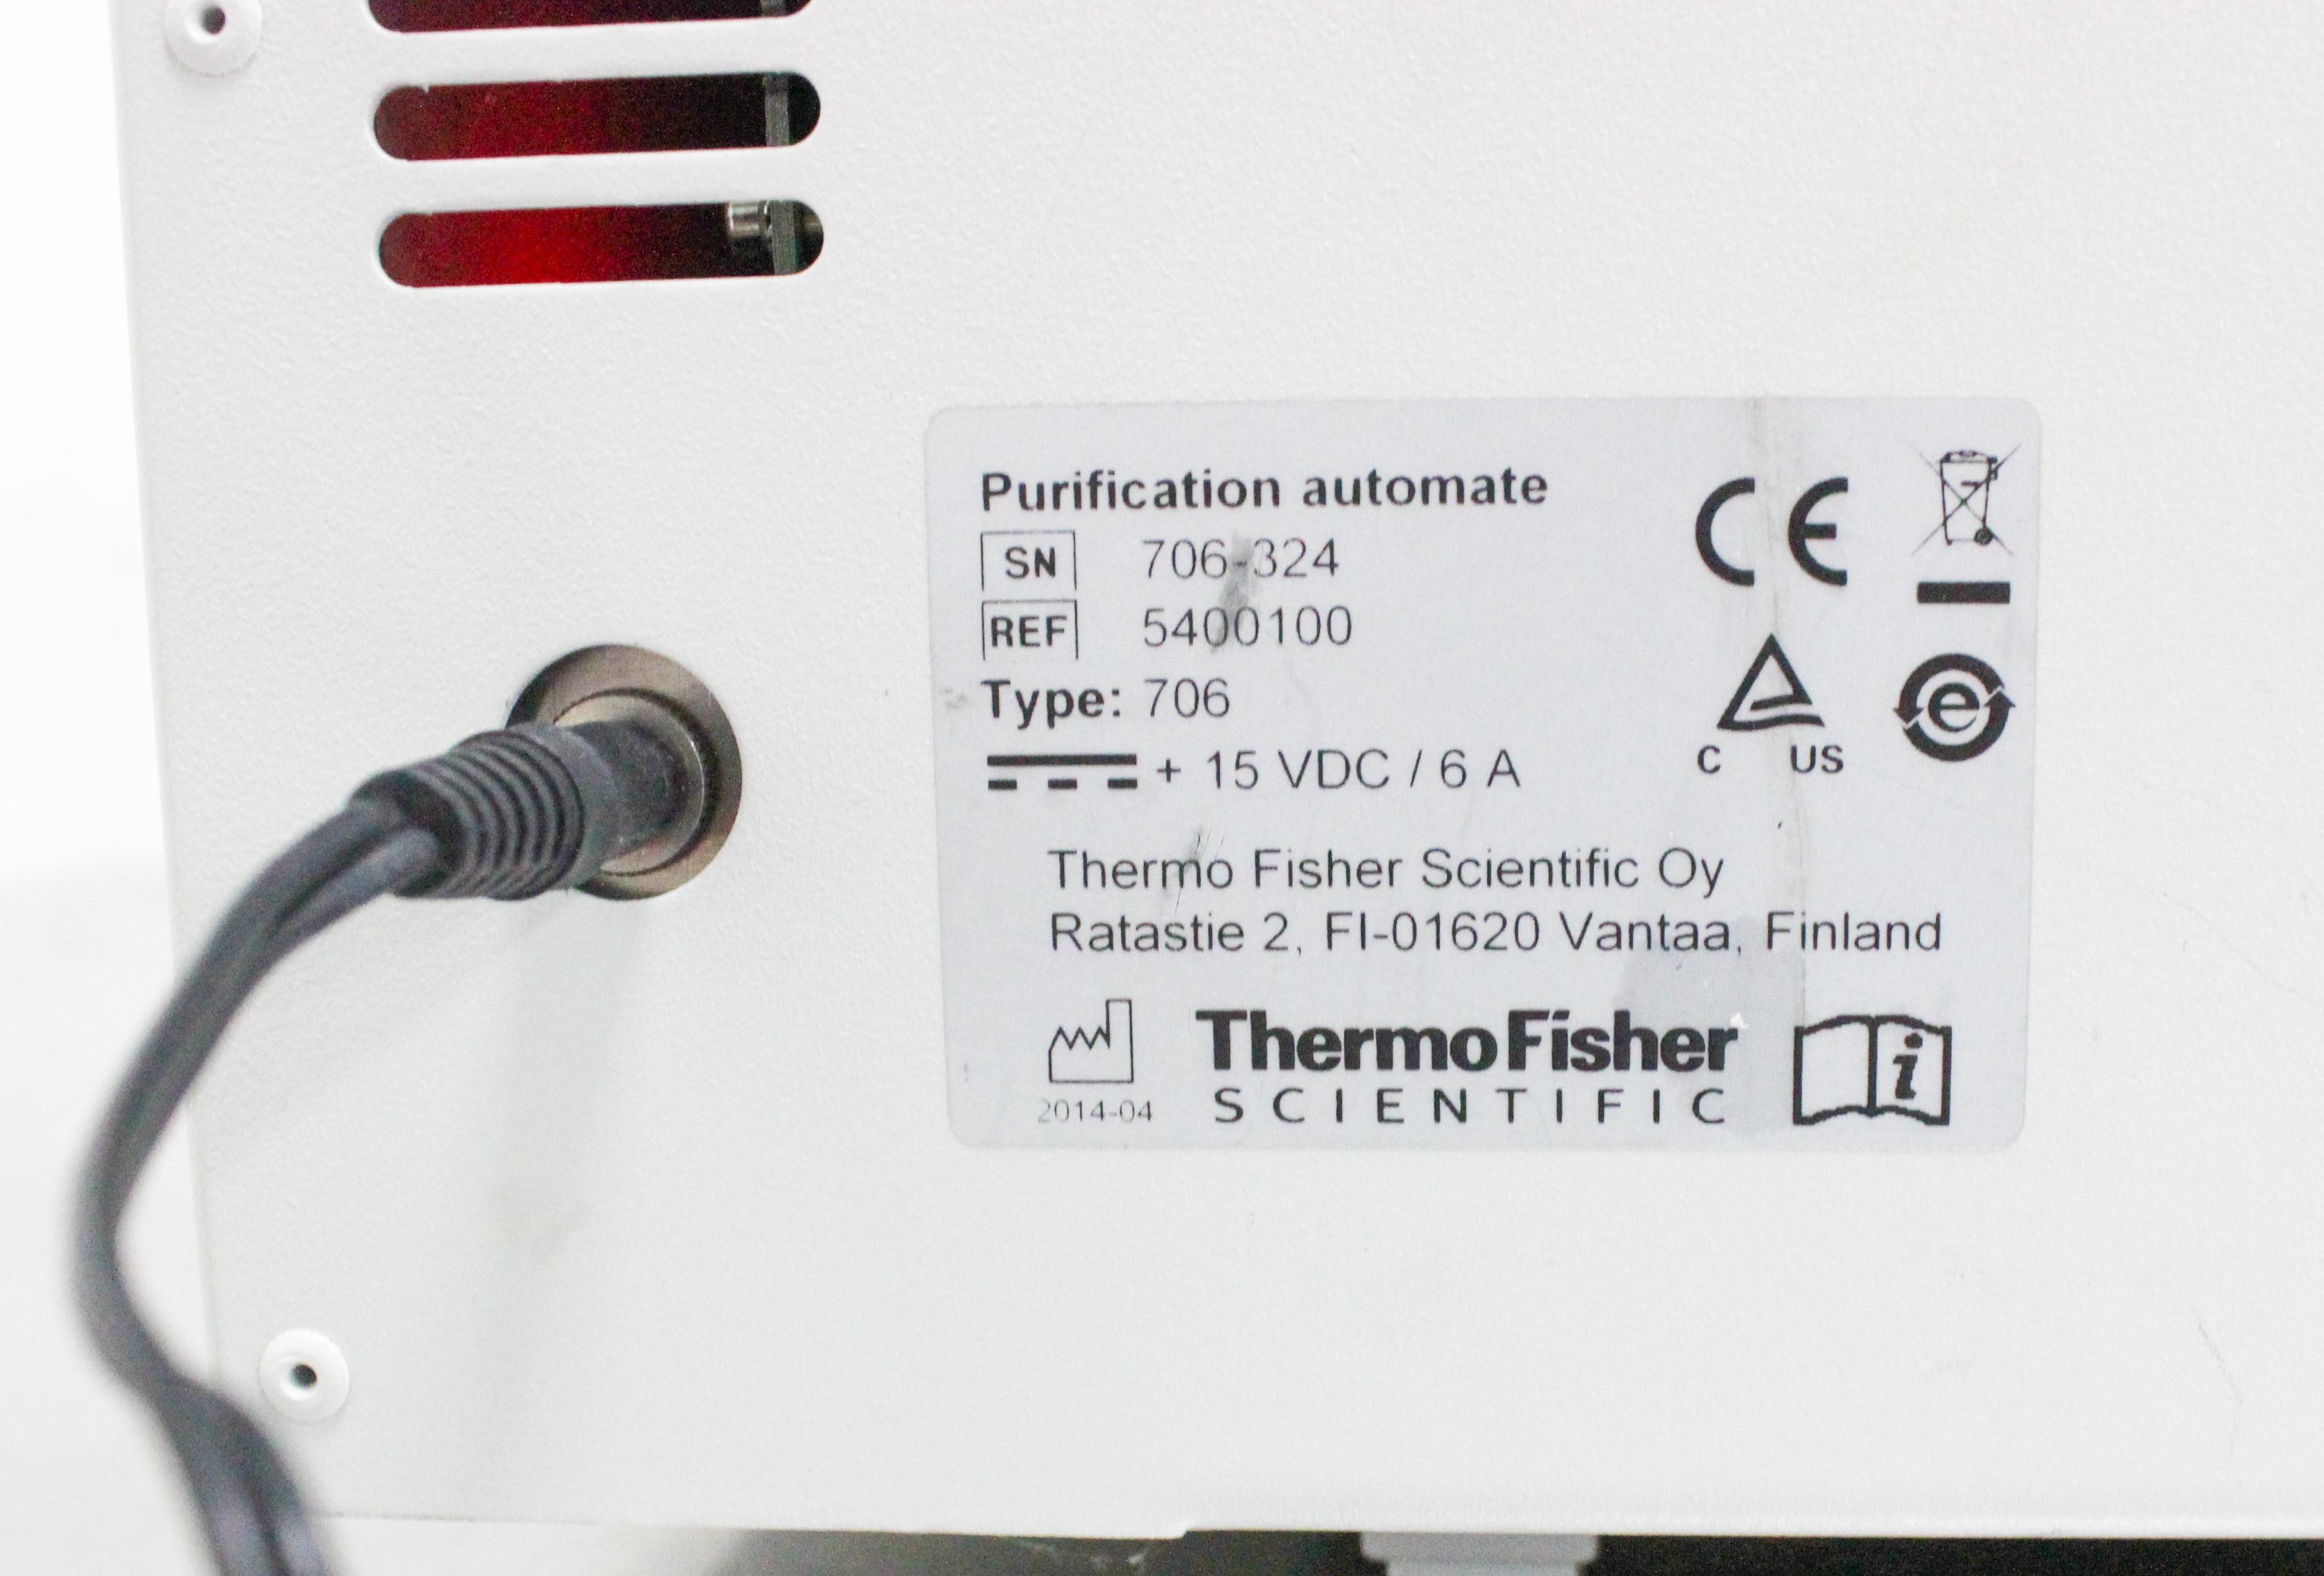 Purification automate
SN 706-324
REF 5400100
Type: 706
+ 15 VDC / 6 A
CE
C US
e
Thermo Fisher Scientific Oy
Ratastie 2, FI-01620 Vantaa, Finland
2014-04
ThermoFisher
SCIENTIFIC
i